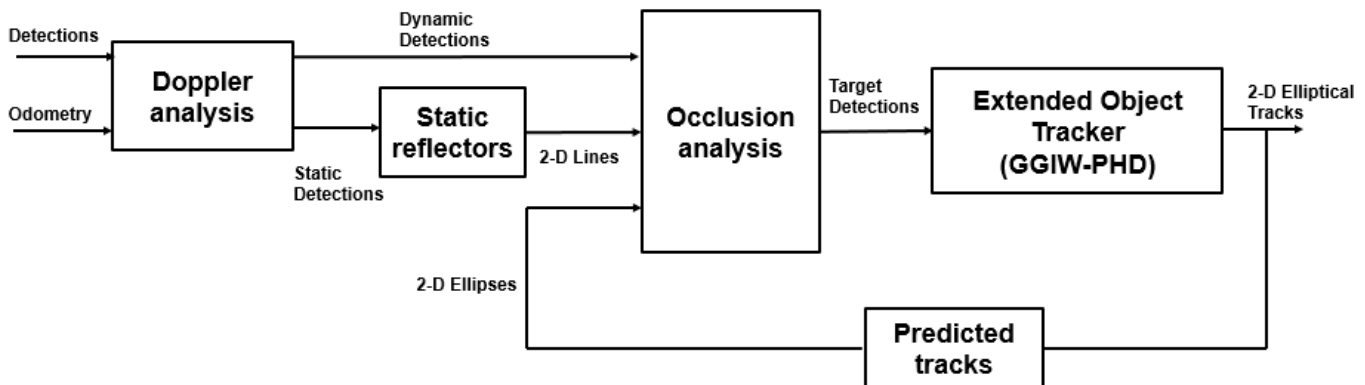 Detections
Odometry
Doppler
analysis
Dynamic
Detections
Static
Detections
Static
reflectors
2-D Lines
2-D Ellipses
Occlusion
analysis
Target
Detections
Extended Object
Tracker
(GGIW-PHD)
2-D Elliptical
Tracks
Predicted
tracks